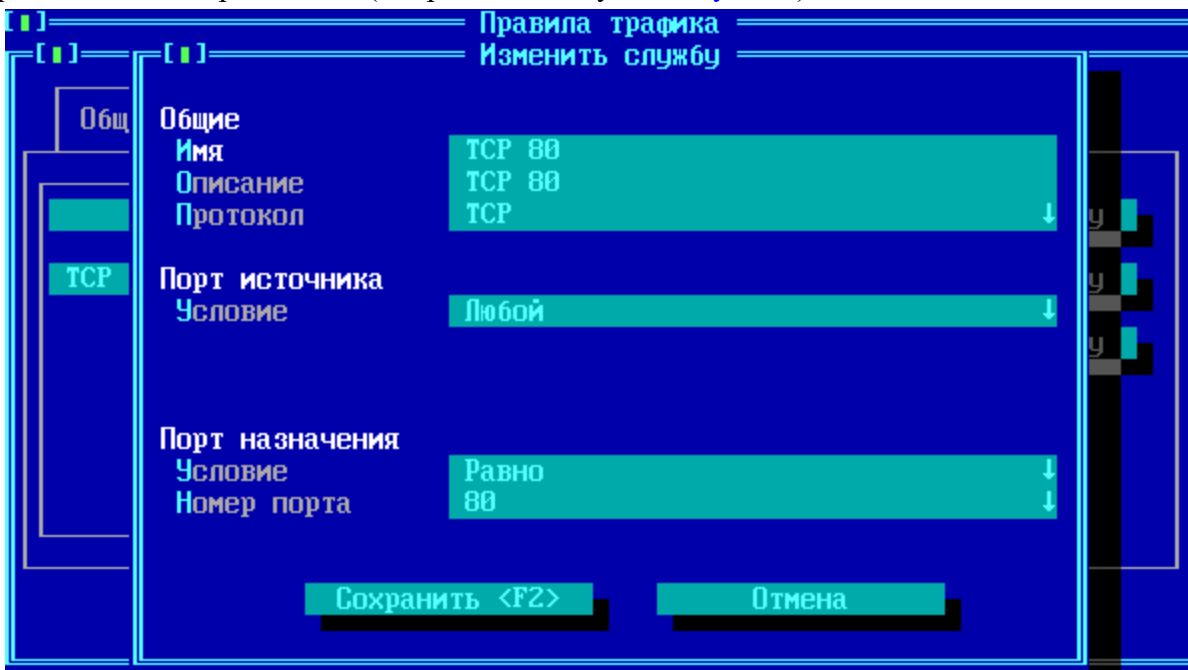 Правила трафика
Изменить службу
Общ
Общие
Имя TCP 80
Описание TCP 80
Протокол TCP ↓
у
TCP
Порт источника
у
Условие Любой ↓
у
Порт назначения
Условие Равно ↓
Номер порта 80 ↓
Сохранить <F2> Отмена